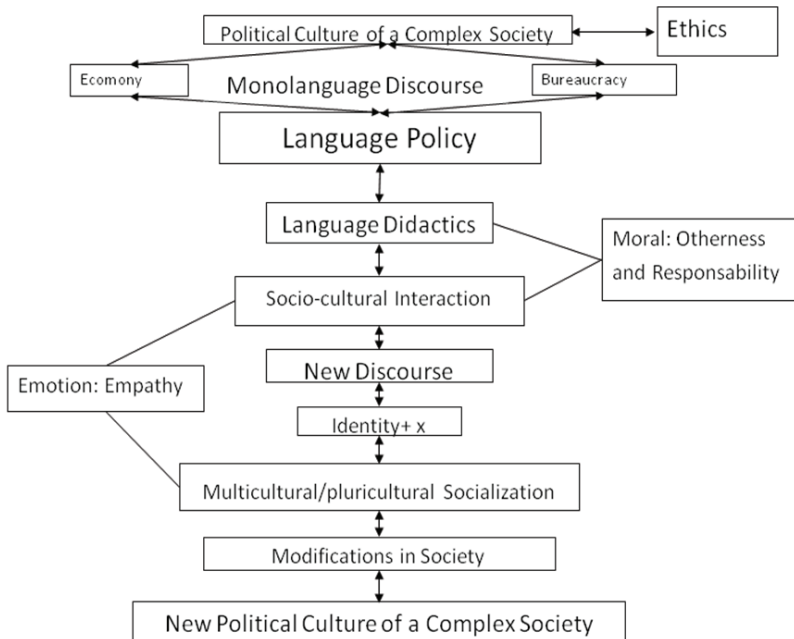 Political Culture of a Complex Society
Ethics
Ecomony
Monolanguage Discourse
Bureaucracy
Language Policy
Language Didactics
Moral: Otherness
and Responsability
Socio-cultural Interaction
New Discourse
Emotion: Empathy
Identity+ x
Multicultural/pluricultural Socialization
Modifications in Society
New Political Culture of a Complex Society